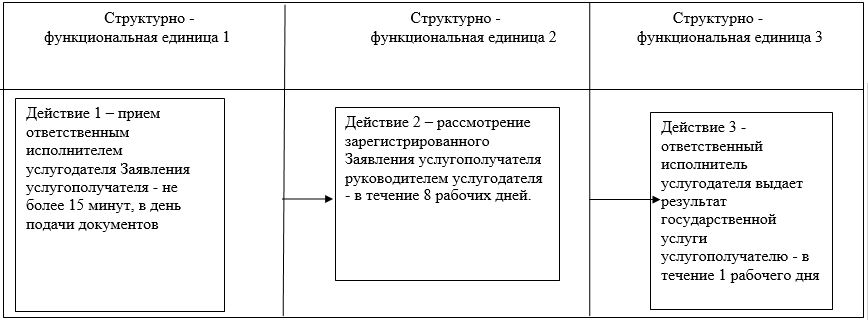 Структурно -
функциональная единица 1
Структурно -
функциональная единица 2
Структурно -
функциональная единица 3
Действие 1 – прием
ответственным
исполнителем
услугодателя Заявления
услугополучателя - не
более 15 минут, в день
подачи документов
Действие 2 – рассмотрение
зарегистрированного
Заявления услугополучателя
руководителем услугодателя
- в течение 8 рабочих дней.
Действие 3 -
ответственный
исполнитель
услугодателя выдает
результат
государственной
услуги
услугополучателю - в
течение 1 рабочего дня